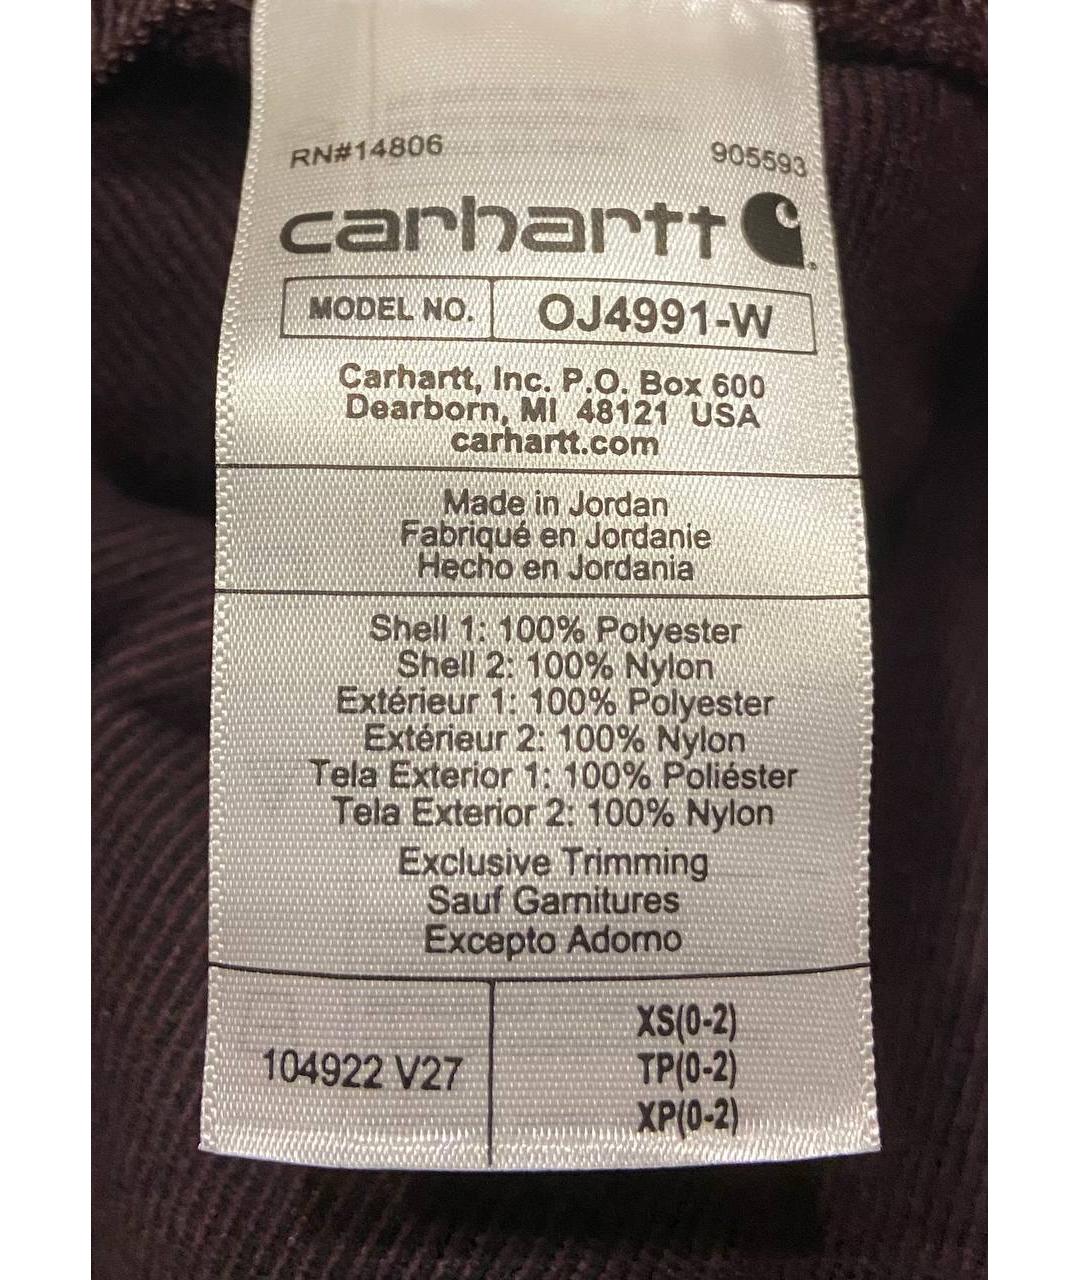 RN#14806 905593
carhartt
MODEL NO. OJ4991-W
Carhartt, Inc. P.O. Box 600
Dearborn, MI 48121 USA
carhartt.com
Made in Jordan
Fabriqué en Jordanie
Hecho en Jordania
Shell 1: 100% Polyester
Shell 2: 100% Nylon
Extérieur 1: 100% Polyester
Extérieur 2: 100% Nylon
Tela Exterior 1: 100% Poliéster
Tela Exterior 2: 100% Nylon
Exclusive Trimming
Sauf Garnitures
Excepto Adorno
104922 V27
XS(0-2)
TP(0-2)
XP(0-2)